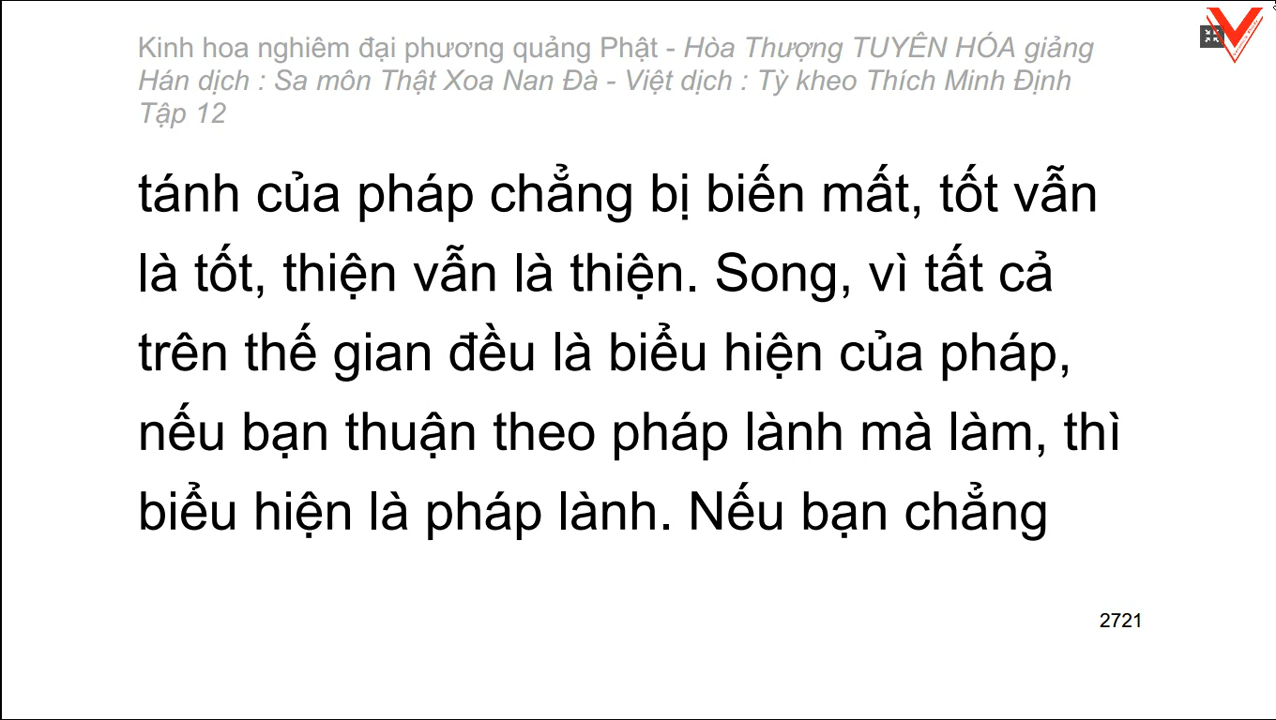 Kinh hoa nghiêm đại phương quảng Phật - Hòa Thượng TUYÊN HÓA giảng
Hán dịch : Sa môn Thật Xoa Nan Đà - Việt dịch : Tỳ kheo Thích Minh Định
Tập 12
tánh của pháp chẳng bị biến mất, tốt vẫn
là tốt, thiện vẫn là thiện. Song, vì tất cả
trên thế gian đều là biểu hiện của pháp,
nếu bạn thuận theo pháp lành mà làm, thì
biểu hiện là pháp lành. Nếu bạn chẳng
2721